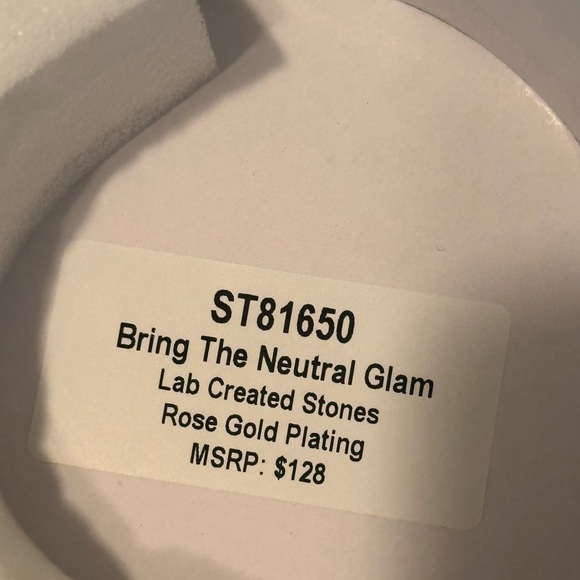 ST81650
Bring The Neutral Glam
Lab Created Stones
Rose Gold Plating
MSRP: $128